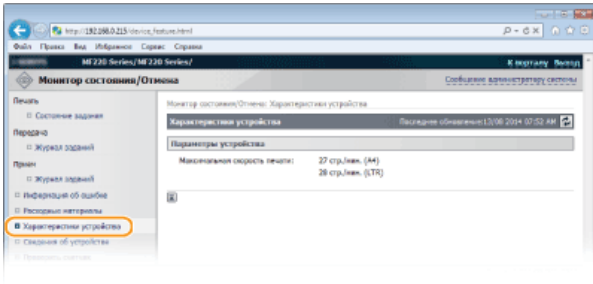 http://192.168.0.215/device_feature.html
Файл Правка Вид Избранное Сервис Справка
MF220 Series/MF220 Series/
К порталу Выход
Монитор состояния/Отмена
Сообщение администратору системы
Печать
Состояние задания
Передача
Журнал заданий
Прием
Журнал заданий
Информация об ошибке
Расходные материалы
Характеристики устройства
Сведения об устройстве
Монитор состояния/Отмена: Характеристики устройства
Характеристики устройства
Последнее обновление:13/08 2014 07:52 AM
Параметры устройства
Максимальная скорость печати: 27 стр./мин. (A4)
28 стр./мин. (LTR)